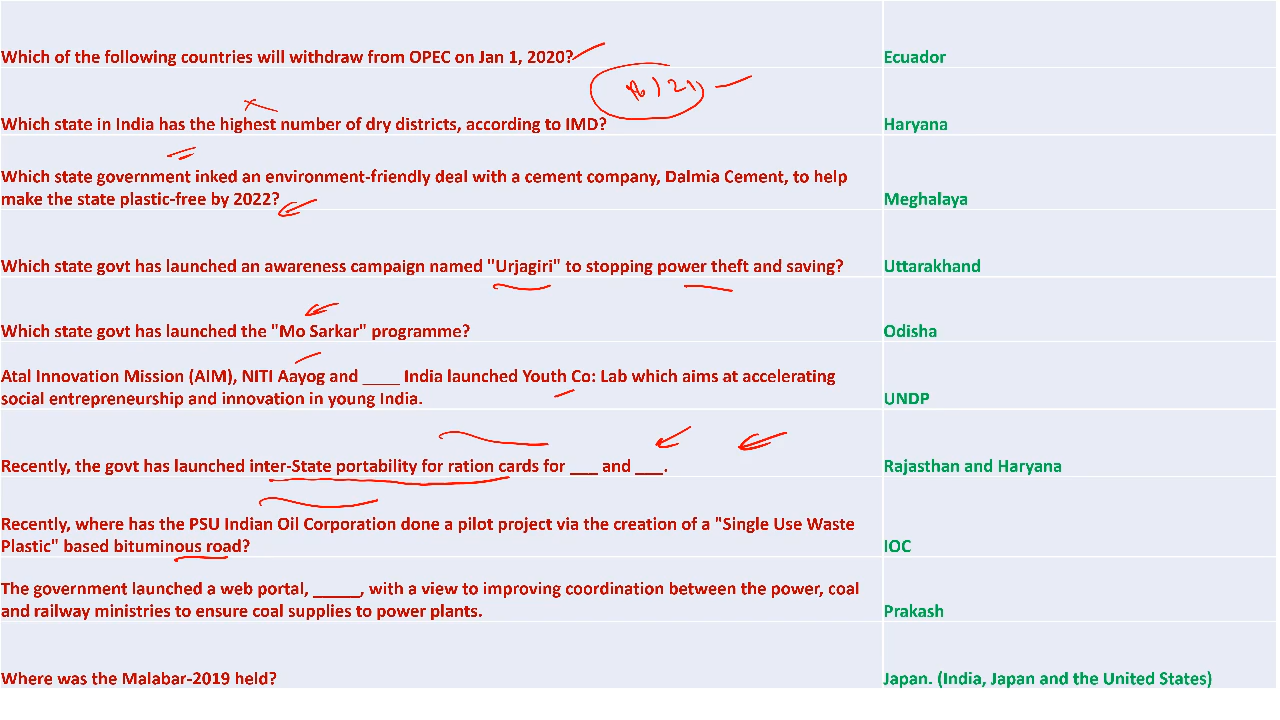 Which of the following countries will withdraw from OPEC on Jan 1, 2020?
Ecuador
Which state in India has the highest number of dry districts, according to IMD?
Haryana
Which state government inked an environment-friendly deal with a cement company, Dalmia Cement, to help
make the state plastic-free by 2022?
Meghalaya
Which state govt has launched an awareness campaign named "Urjagiri" to stopping power theft and saving?
Uttarakhand
Which state govt has launched the "Mo Sarkar" programme?
Odisha
Atal Innovation Mission (AIM), NITI Aayog and ____ India launched Youth Co: Lab which aims at accelerating
social entrepreneurship and innovation in young India.
UNDP
Recently, the govt has launched inter-State portability for ration cards for ___ and ___.
Rajasthan and Haryana
Recently, where has the PSU Indian Oil Corporation done a pilot project via the creation of a "Single Use Waste
Plastic" based bituminous road?
IOC
The government launched a web portal, _____, with a view to improving coordination between the power, coal
and railway ministries to ensure coal supplies to power plants.
Prakash
Where was the Malabar-2019 held?
Japan. (India, Japan and the United States)